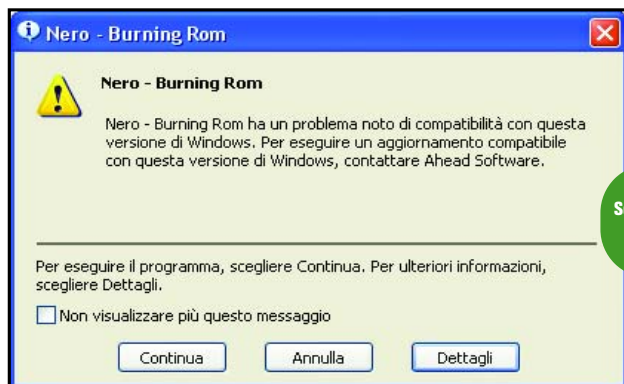 Nero - Burning Rom
Nero - Burning Rom
Nero - Burning Rom ha un problema noto di compatibilità con questa
versione di Windows. Per eseguire un aggiornamento compatibile
con questa versione di Windows, contattare Ahead Software.
Per eseguire il programma, scegliere Continua. Per ulteriori informazioni,
scegliere Dettagli.
Non visualizzare più questo messaggio
Continua
Annulla
Dettagli